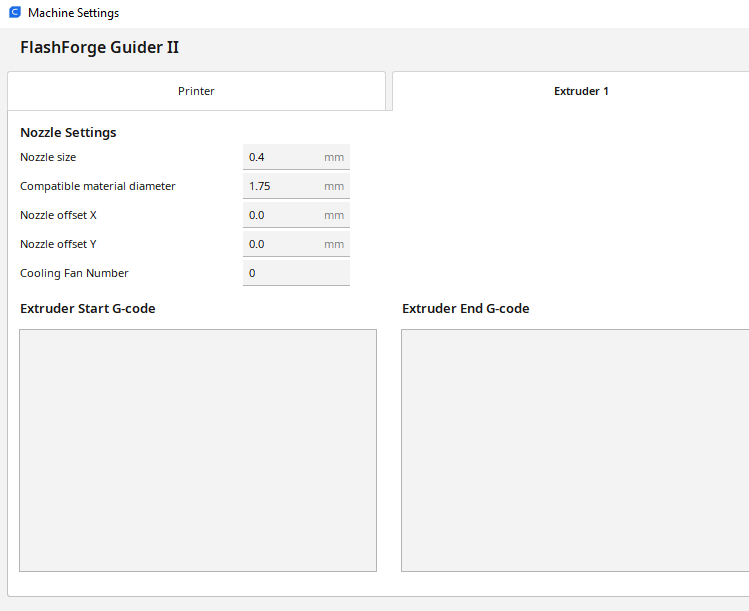 Machine Settings
FlashForge Guider II
Printer
Extruder 1
Nozzle Settings
Nozzle size 0.4 mm
Compatible material diameter 1.75 mm
Nozzle offset X 0.0 mm
Nozzle offset Y 0.0 mm
Cooling Fan Number 0
Extruder Start G-code
Extruder End G-code